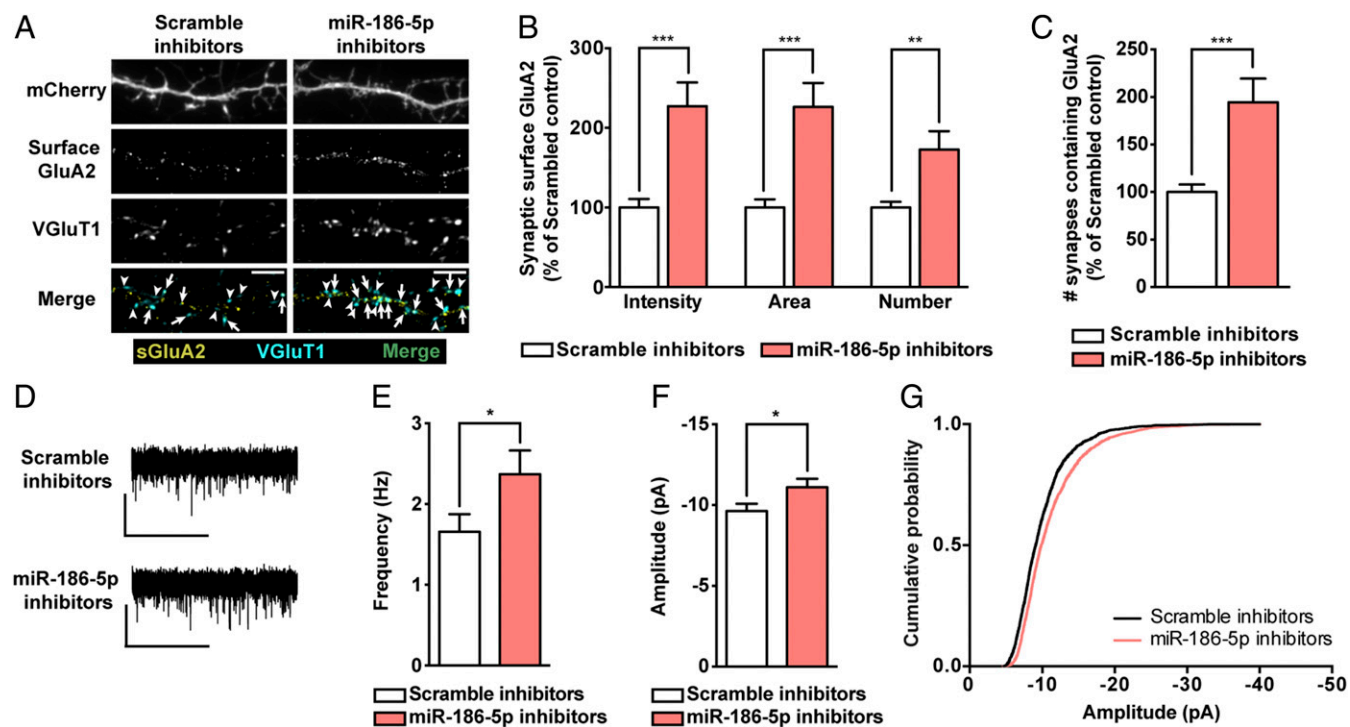 A
Scramble
inhibitors
miR-186-5p
inhibitors
mCherry
Surface
GluA2
VGluT1
Merge
sGluA2 VGluT1 Merge
B
Synaptic surface GluA2
(% of Scrambled control)
300
200
100
0
***
***
**
Intensity Area Number
Scramble inhibitors miR-186-5p inhibitors
C
# synapses containing GluA2
(% of Scrambled control)
250
200
150
100
50
0
***
Scramble inhibitors
miR-186-5p inhibitors
D
Scramble
inhibitors
miR-186-5p
inhibitors
E
Frequency (Hz)
3
2
1
0
*
Scramble inhibitors
miR-186-5p inhibitors
F
Amplitude (pA)
-15
-10
-5
0
*
Scramble inhibitors
miR-186-5p inhibitors
G
Cumulative probability
1.0
0.5
0.0
Scramble inhibitors
miR-186-5p inhibitors
0 -10 -20 -30 -40 -50
Amplitude (pA)